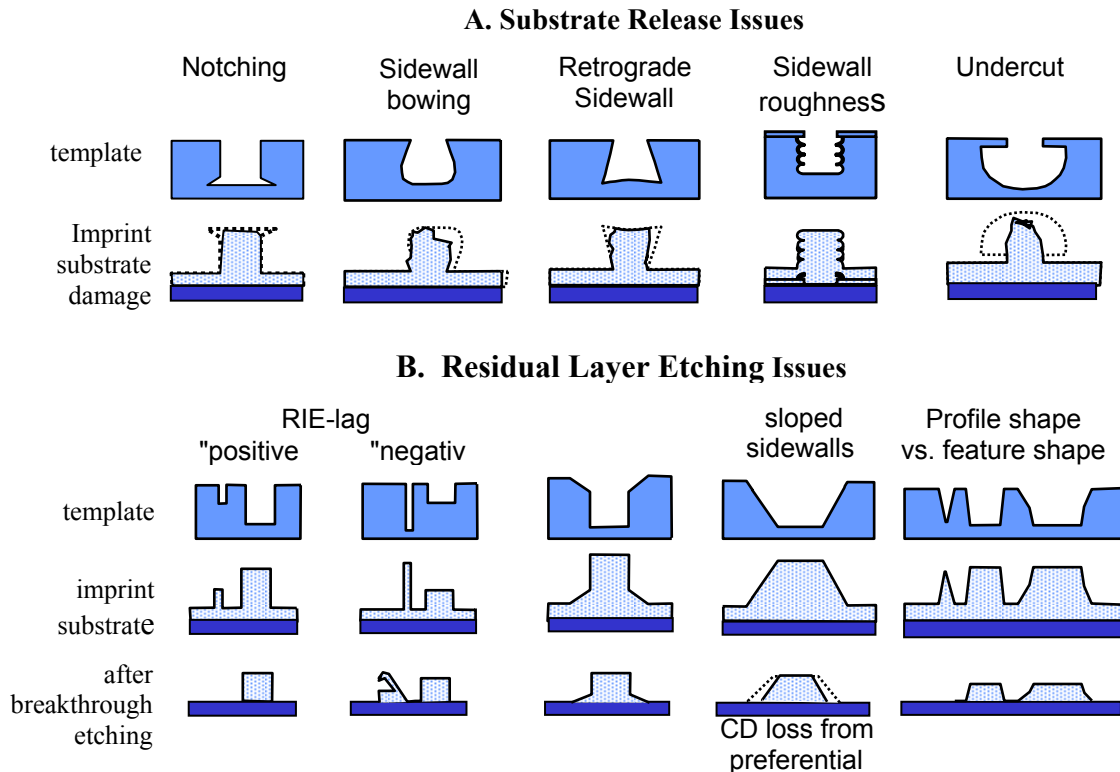 A. Substrate Release Issues
Notching
Sidewall
bowing
Retrograde
Sidewall
Sidewall
roughness
Undercut
template
Imprint
substrate
damage
B. Residual Layer Etching Issues
RIE-lag
"positive
"negativ
sloped
sidewalls
Profile shape
vs. feature shape
template
imprint
substrate
after
breakthrough
etching
CD loss from
preferential